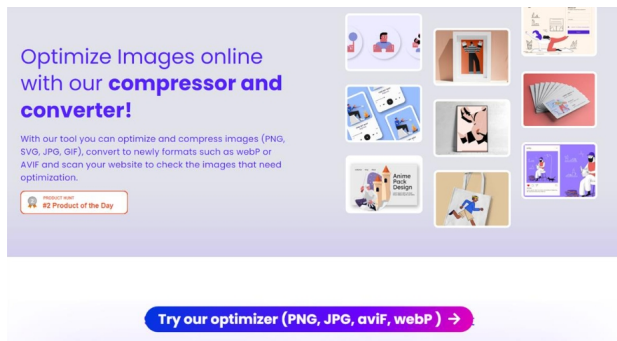 Optimize Images online
with our compressor and
converter!
With our tool you can optimize and compress images (PNG,
SVG, JPG, GIF), convert to newly formats such as webP or
AVIF and scan your website to check the images that need
optimization.
PRODUCT HUNT
#2 Product of the Day
Anime
Pack
Design
Try our optimizer (PNG, JPG, aviF, webP ) →